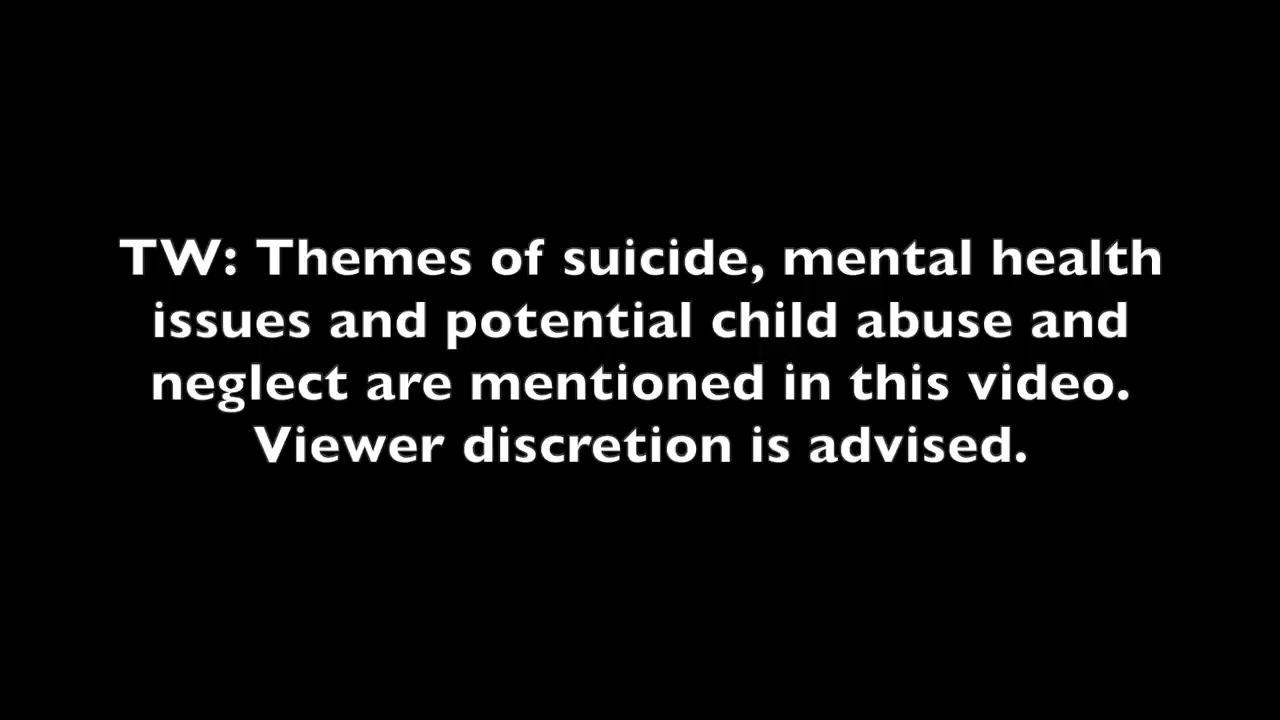 TW: Themes of suicide, mental health
issues and potential child abuse and
neglect are mentioned in this video.
Viewer discretion is advised.